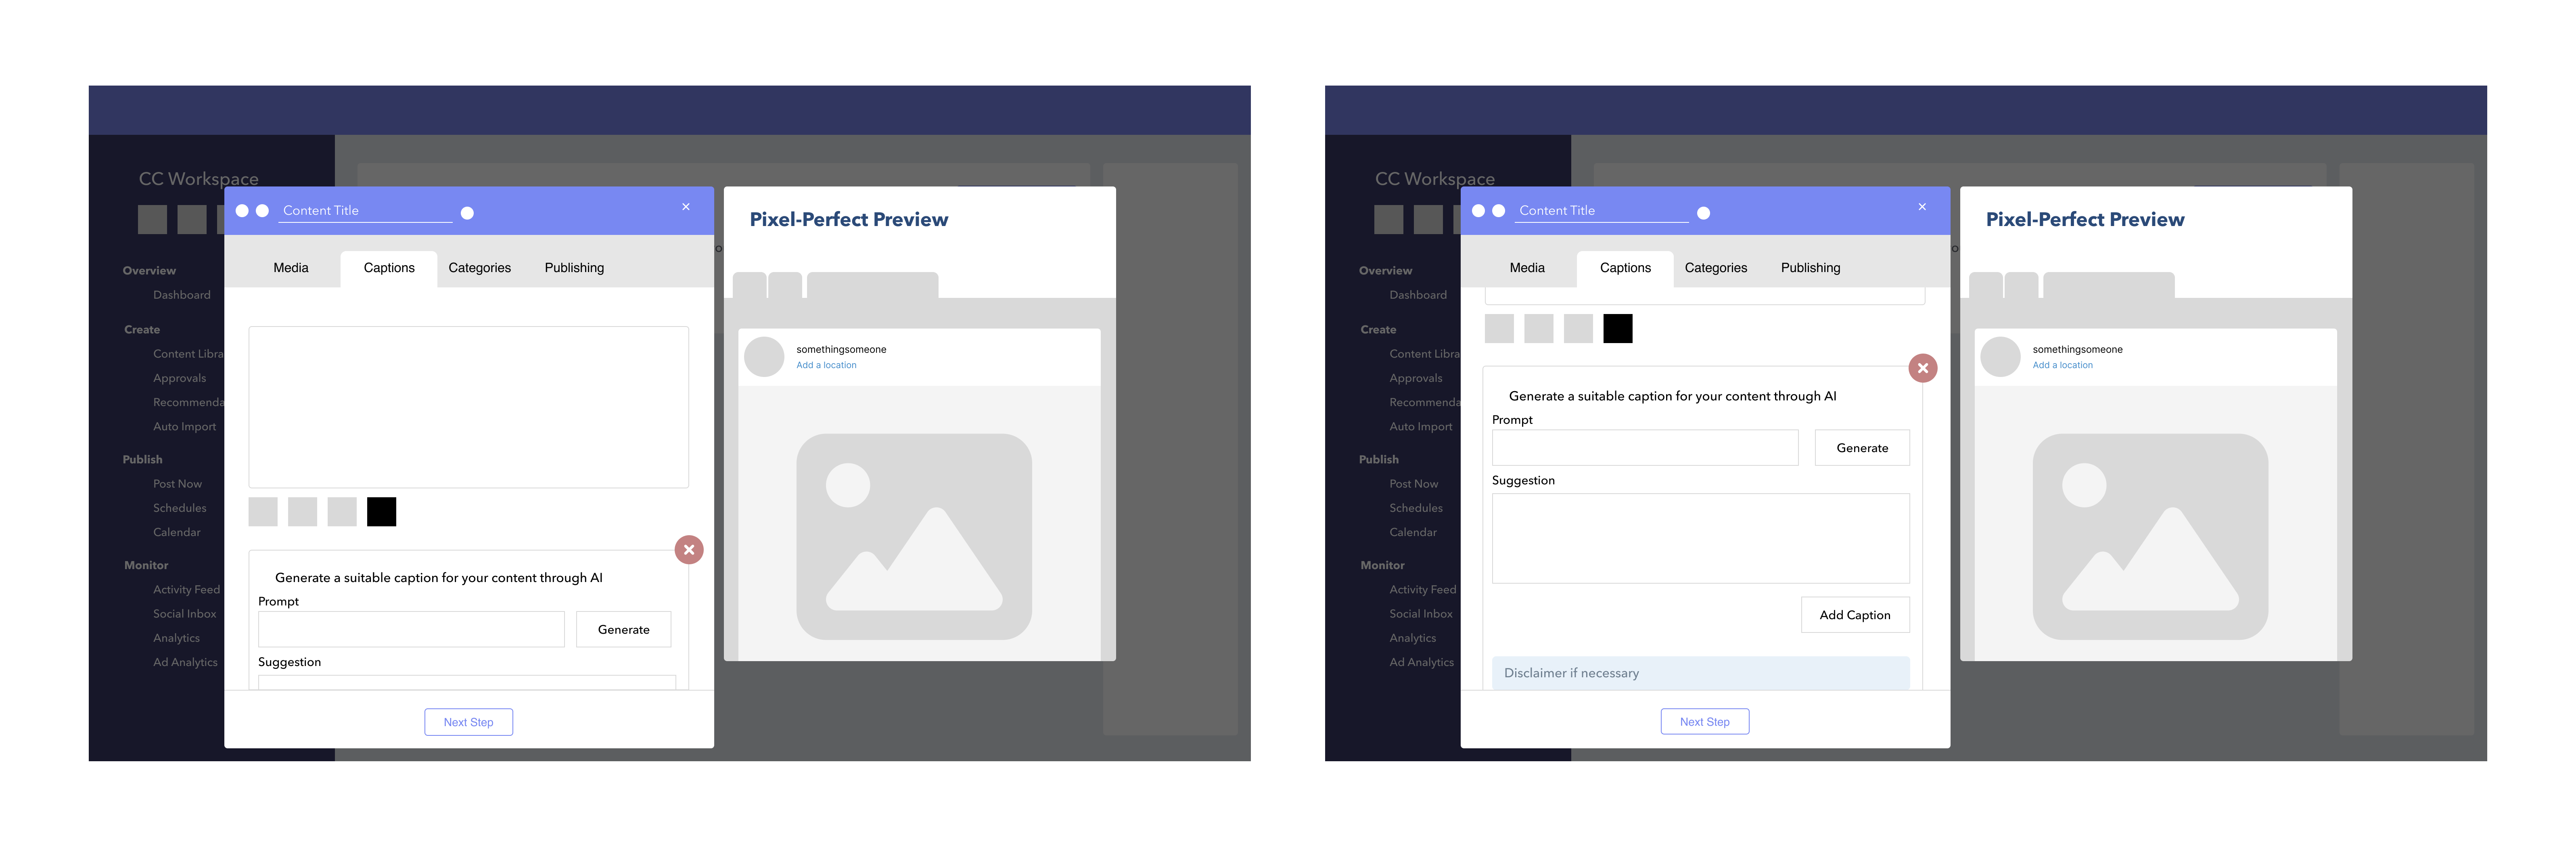 CC Workspace
Overview
Dashboard
Create
Content Libra
Approvals
Recommenda
Auto Import
Publish
Post Now
Schedules
Calendar
Monitor
Activity Feed
Social Inbox
Analytics
Ad Analytics
Content Title
×
Media Captions Categories Publishing
Generate a suitable caption for your content through AI
Prompt
Generate
Suggestion
Next Step
o
Pixel-Perfect Preview
somethingsomeone
Add a location
CC Workspace
Overview
Dashboard
Create
Content Libra
Approvals
Recommenda
Auto Import
Publish
Post Now
Schedules
Calendar
Monitor
Activity Feed
Social Inbox
Analytics
Ad Analytics
Content Title
×
Media Captions Categories Publishing
Generate a suitable caption for your content through AI
Prompt
Generate
Suggestion
Add Caption
Disclaimer if necessary
Next Step
o
Pixel-Perfect Preview
somethingsomeone
Add a location